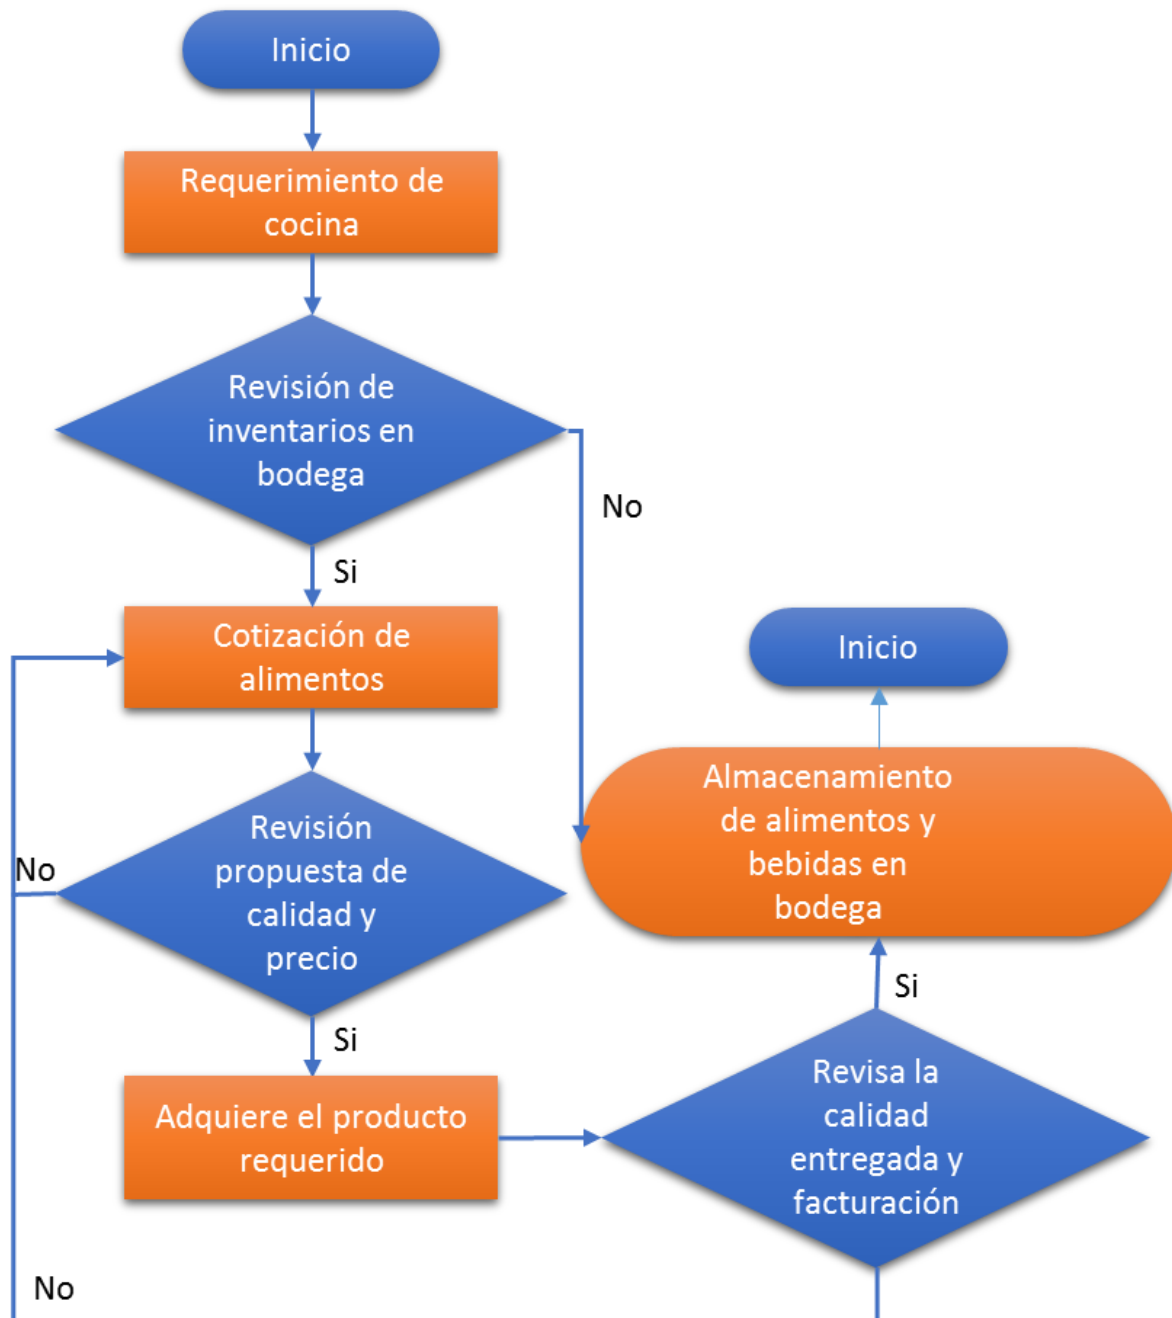 Inicio
Requerimiento de
cocina
Revisión de
inventarios en
bodega
No
Si
Cotización de
alimentos
Revisión
propuesta de
calidad y
precio
No
Si
Adquiere el producto
requerido
No
Inicio
Almacenamiento
de alimentos y
bebidas en
bodega
Si
Revisa la
calidad
entregada y
facturación